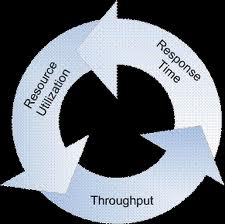 Response
Time
Throughput
Resource
Utilization